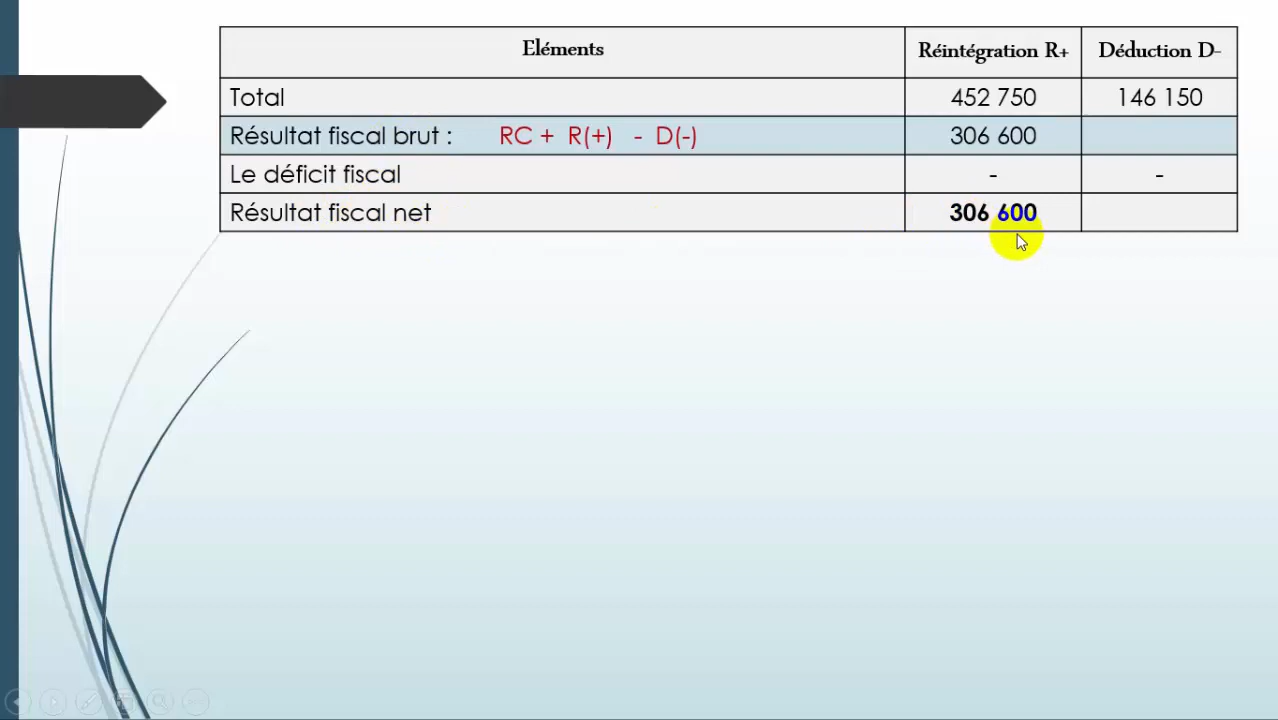 Eléments Réintégration R+ Déduction D-
Total 452 750 146 150
Résultat fiscal brut : RC + R(+) - D(-) 306 600
Le déficit fiscal - -
Résultat fiscal net 306 600